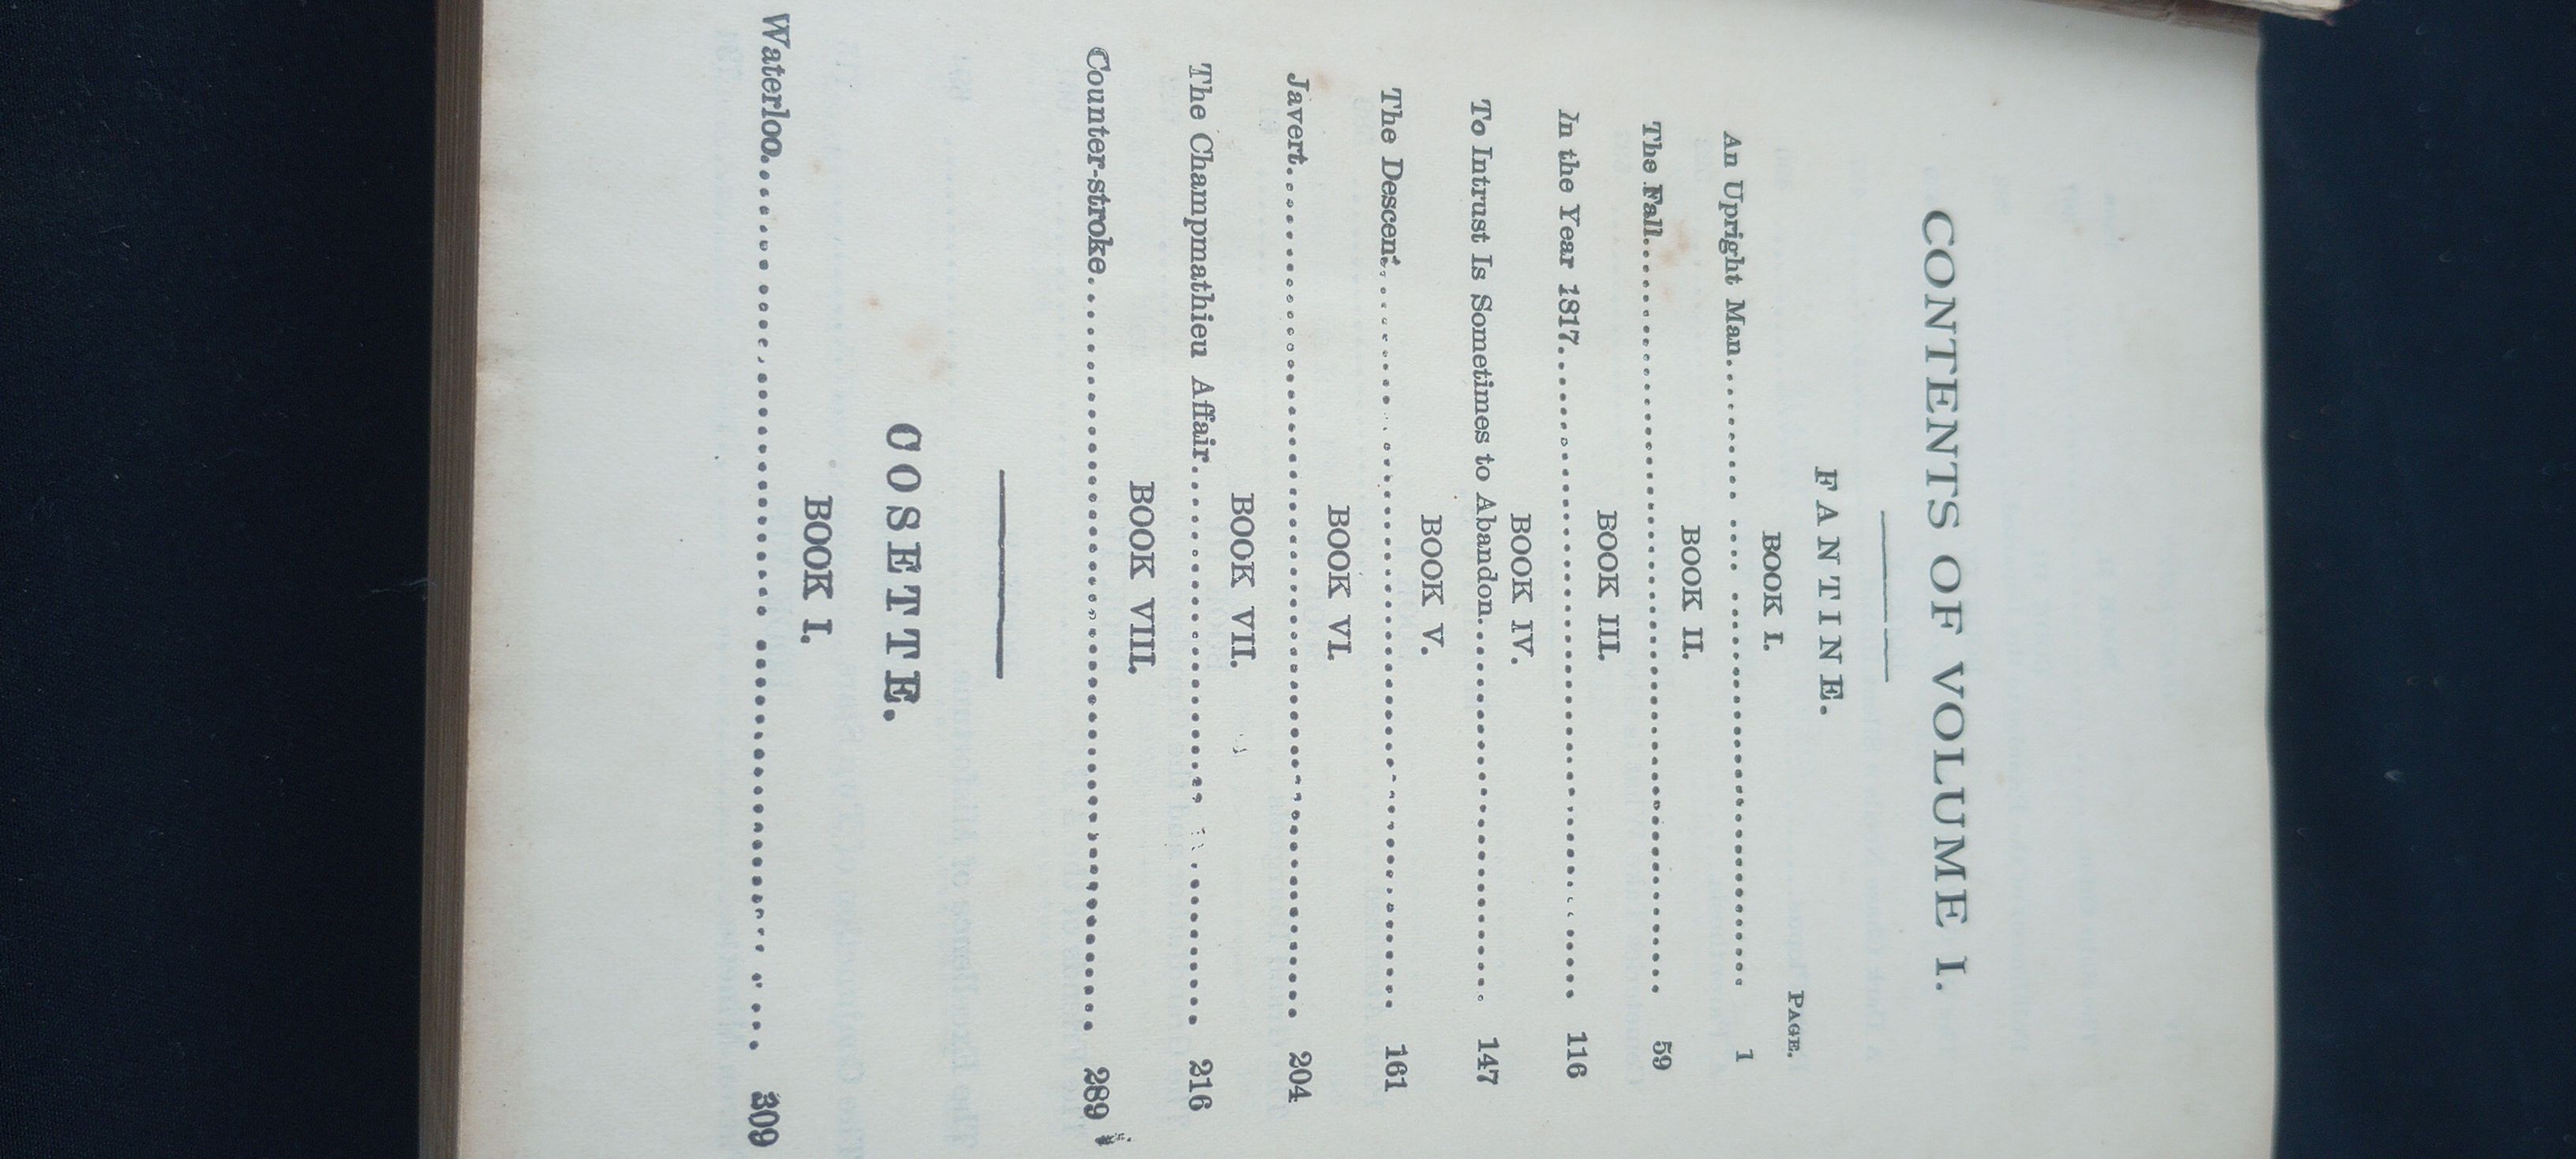 CONTENTS OF VOLUME I.
FANTINE.
PAGE.
BOOK I.
An Upright Man.......... .... ........................... 1
BOOK II.
The Fall.................................................. 59
BOOK III.
In the Year 1817.......................................... 116
BOOK IV.
To Intrust Is Sometimes to Abandon........................ 147
BOOK V.
The Descent............................................... 161
BOOK VI.
Javert.................................................... 204
BOOK VII.
The Champmathieu Affair................................... 216
BOOK VIII.
Counter-stroke............................................ 289
COSETTE.
BOOK I.
Waterloo............................ ..................... .... 309